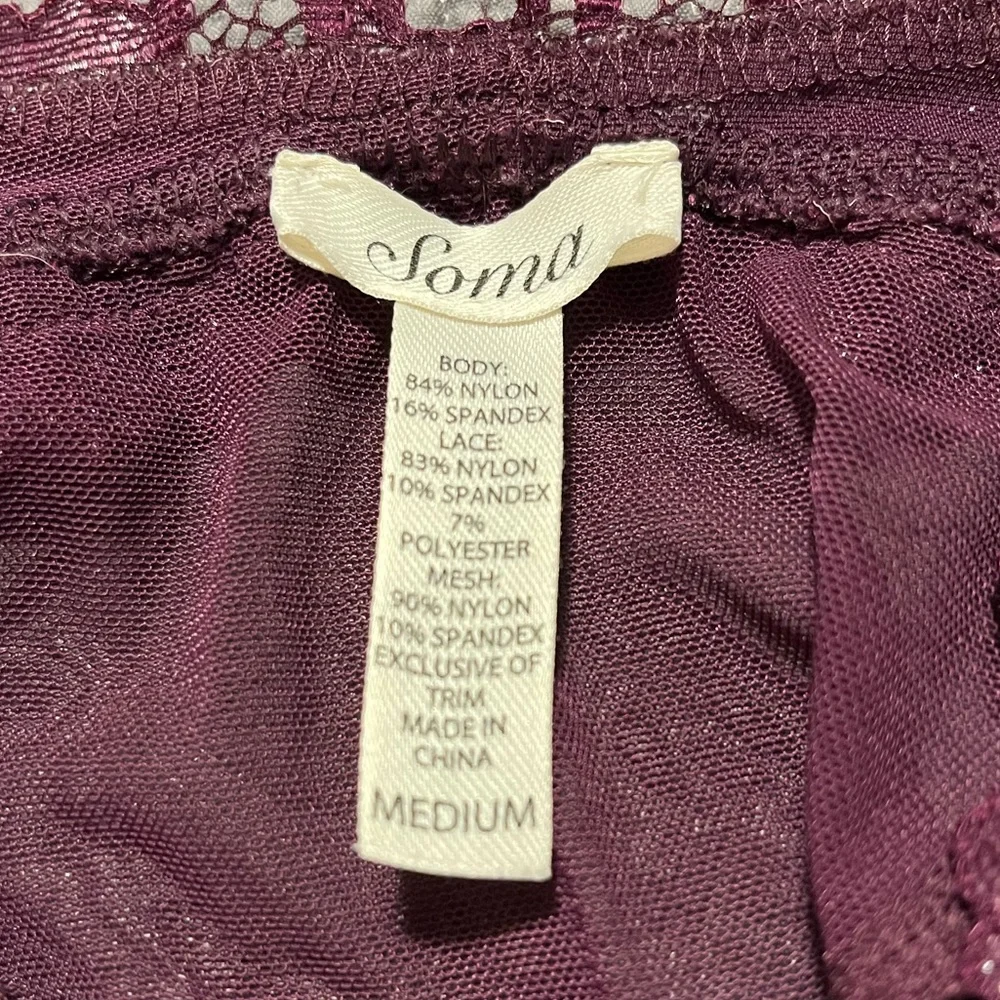 Soma
BODY:
84% NYLON
16% SPANDEX
LACE:
83% NYLON
10% SPANDEX
7%
POLYESTER
MESH:
90% NYLON
10% SPANDEX
EXCLUSIVE OF
TRIM
MADE IN
CHINA
MEDIUM